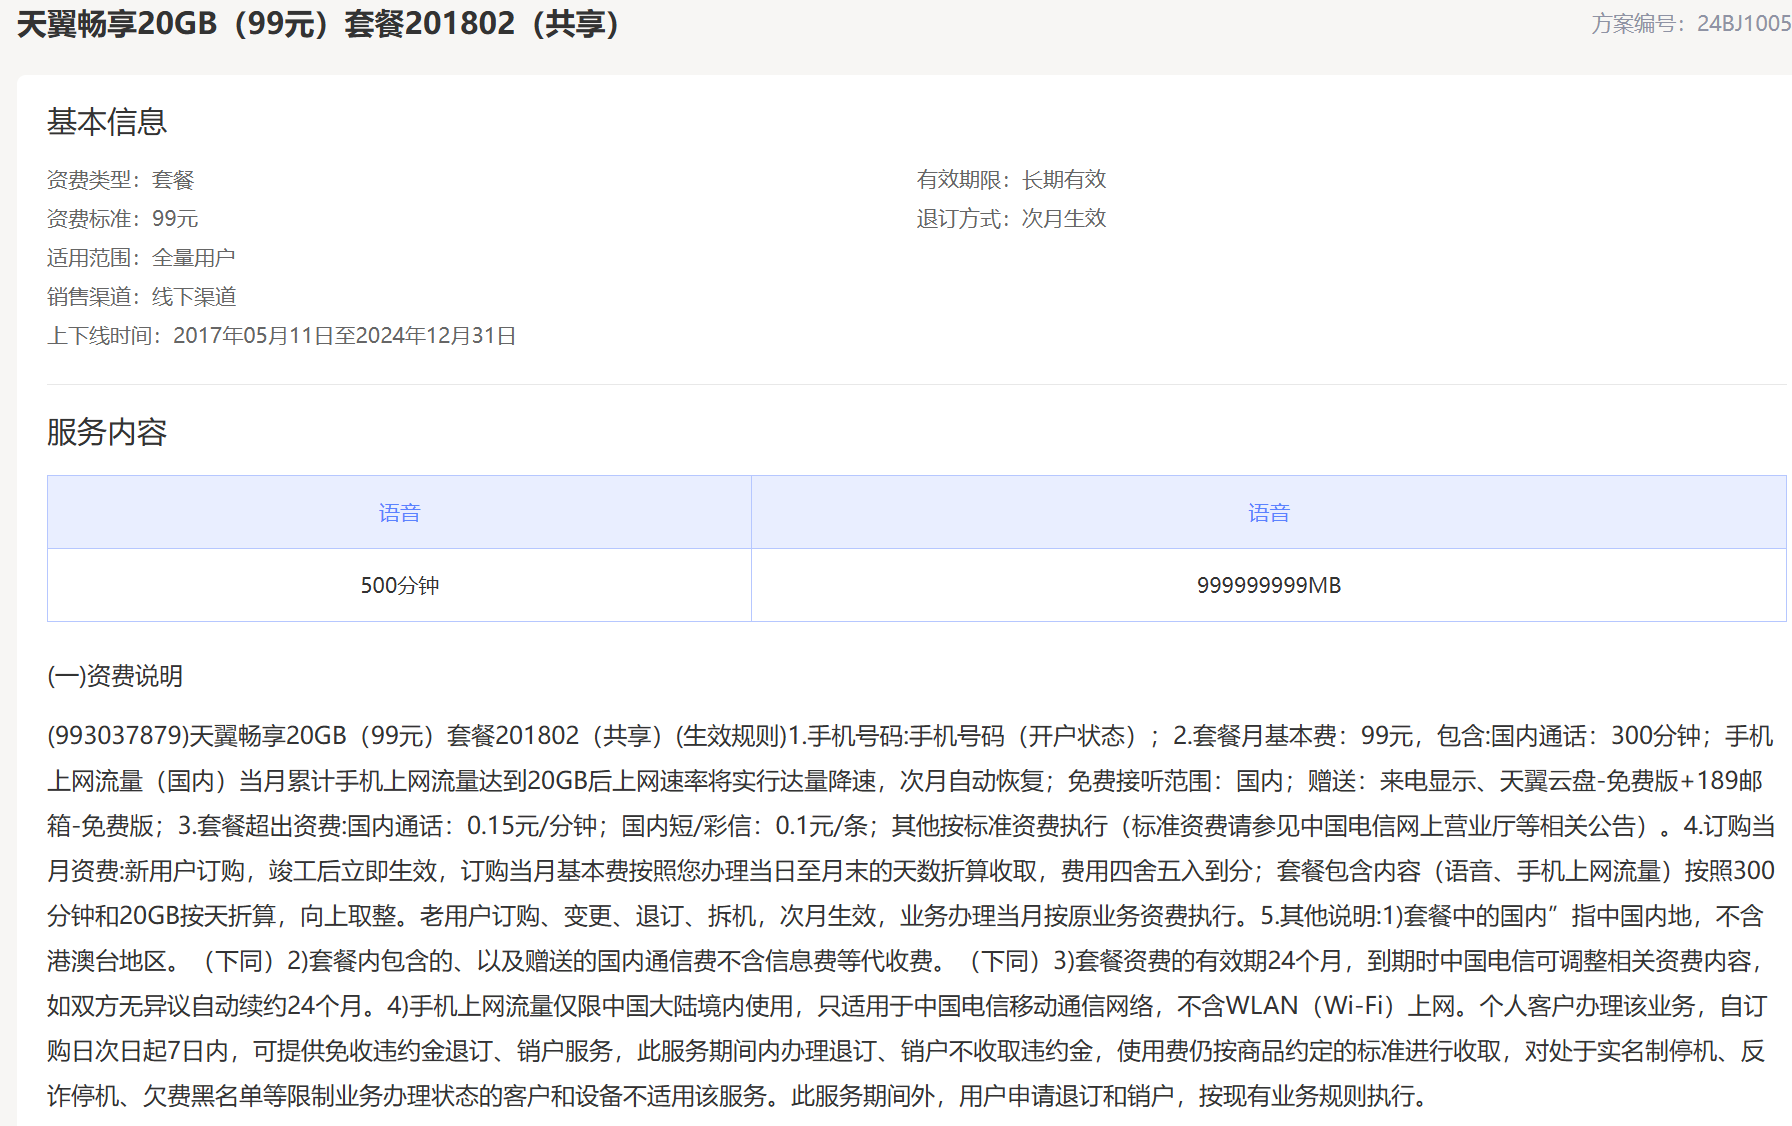 天翼畅享20GB（99元）套餐201802（共享）
方案编号：24BJ1005
基本信息
资费类型：套餐
有效期限：长期有效
资费标准：99元
退订方式：次月生效
适用范围：全量用户
销售渠道：线下渠道
上下线时间：2017年05月11日至2024年12月31日
服务内容
语音
语音
500分钟
999999999MB
(一)资费说明
(993037879)天翼畅享20GB（99元）套餐201802（共享）(生效规则)1.手机号码:手机号码（开户状态）；2.套餐月基本费：99元，包含:国内通话：300分钟；手机
上网流量（国内）当月累计手机上网流量达到20GB后上网速率将实行达量降速，次月自动恢复；免费接听范围：国内；赠送：来电显示、天翼云盘-免费版+189邮
箱-免费版；3.套餐超出资费:国内通话：0.15元/分钟；国内短/彩信：0.1元/条；其他按标准资费执行（标准资费请参见中国电信网上营业厅等相关公告）。4.订购当
月资费:新用户订购，竣工后立即生效，订购当月基本费按照您办理当日至月末的天数折算收取，费用四舍五入到分；套餐包含内容（语音、手机上网流量）按照300
分钟和20GB按天折算，向上取整。老用户订购、变更、退订、拆机，次月生效，业务办理当月按原业务资费执行。5.其他说明:1)套餐中的国内”指中国内地，不含
港澳台地区。（下同）2)套餐内包含的、以及赠送的国内通信费不含信息费等代收费。（下同）3)套餐资费的有效期24个月，到期时中国电信可调整相关资费内容，
如双方无异议自动续约24个月。4)手机上网流量仅限中国大陆境内使用，只适用于中国电信移动通信网络，不含WLAN（Wi-Fi）上网。个人客户办理该业务，自订
购日次日起7日内，可提供免收违约金退订、销户服务，此服务期间内办理退订、销户不收取违约金，使用费仍按商品约定的标准进行收取，对处于实名制停机、反
诈停机、欠费黑名单等限制业务办理状态的客户和设备不适用该服务。此服务期间外，用户申请退订和销户，按现有业务规则执行。